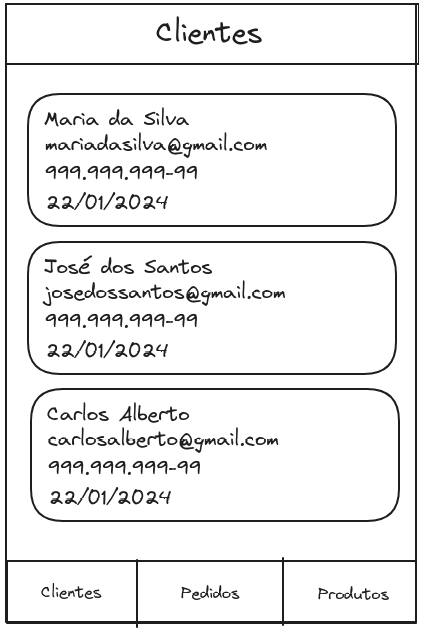 Clientes
Maria da Silva
mariadasilva@gmail.com
999.999.999-99
22/01/2024
José dos Santos
josedossantos@gmail.com
999.999.999-99
22/01/2024
Carlos Alberto
carlosalberto@gmail.com
999.999.999-99
22/01/2024
Clientes
Pedidos
Produtos